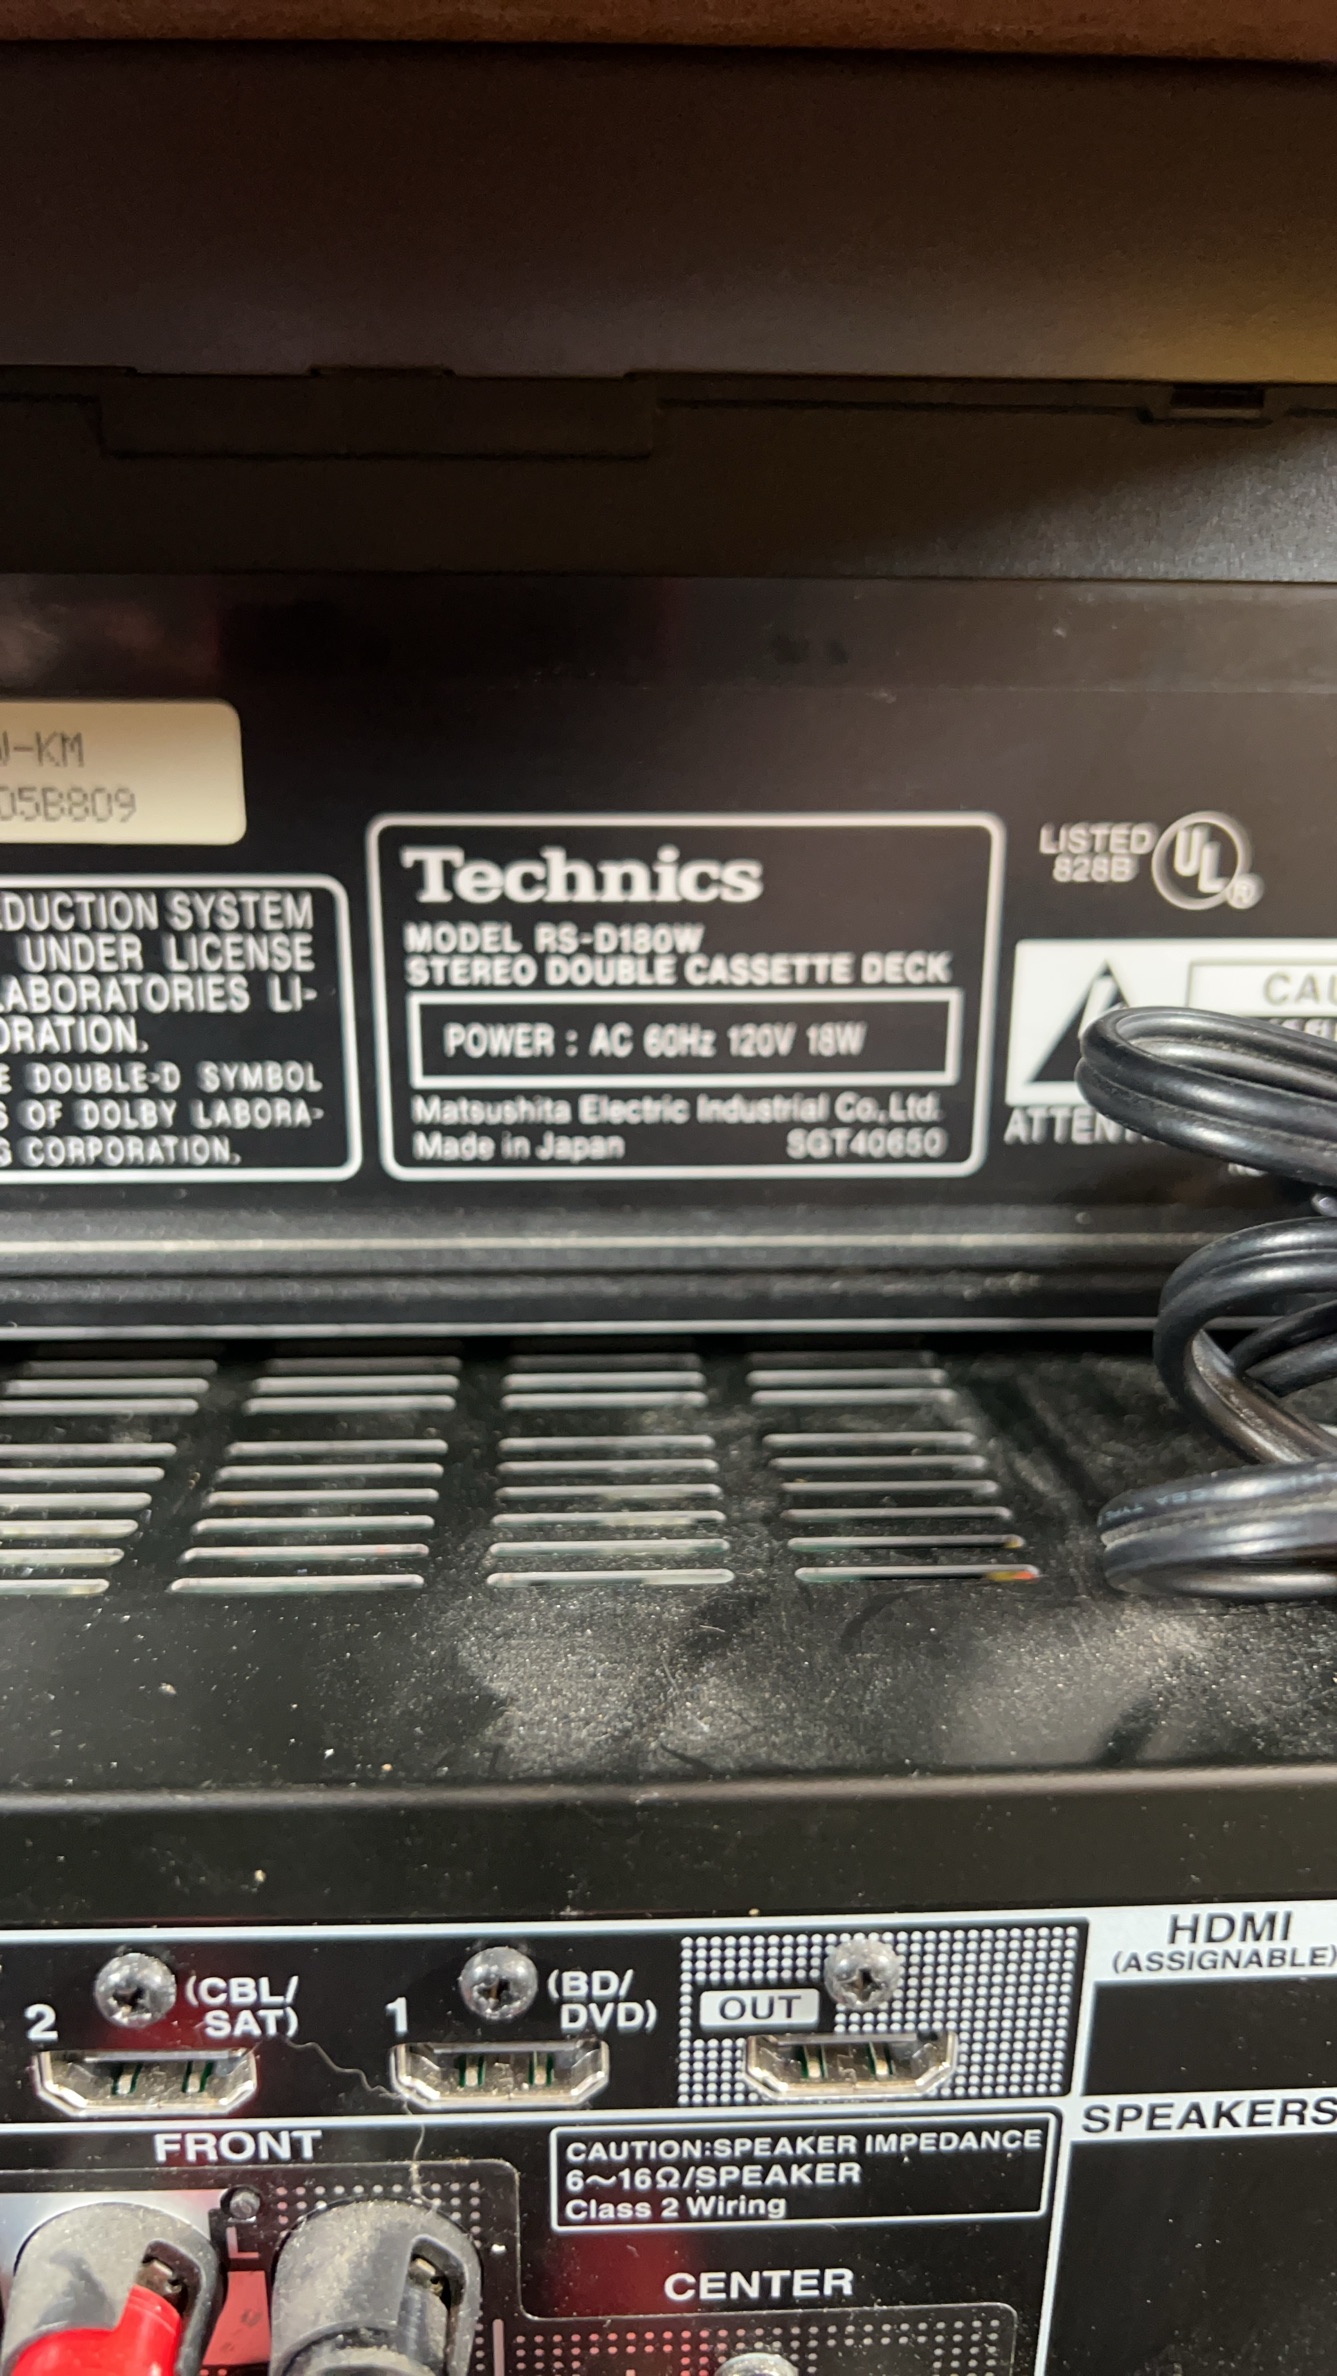 -KM
05B809
DUCTION SYSTEM
UNDER LICENSE
LABORATORIES LI-
ORATION.
E DOUBLE-D SYMBOL
S OF DOLBY LABORA-
S CORPORATION.
Technics
MODEL RS-D180W
STEREO DOUBLE CASSETTE DECK
POWER : AC 60Hz 120V 18W
Matsushita Electric Industrial Co.,Ltd.
Made in Japan SGT40650
LISTED
828B
UL
®
CAU
ATTEN
2 (CBL/
SAT)
1 (BD/
DVD)
OUT
HDMI
(ASSIGNABLE)
SPEAKERS
FRONT
L
CAUTION:SPEAKER IMPEDANCE
6~16Ω/SPEAKER
Class 2 Wiring
CENTER